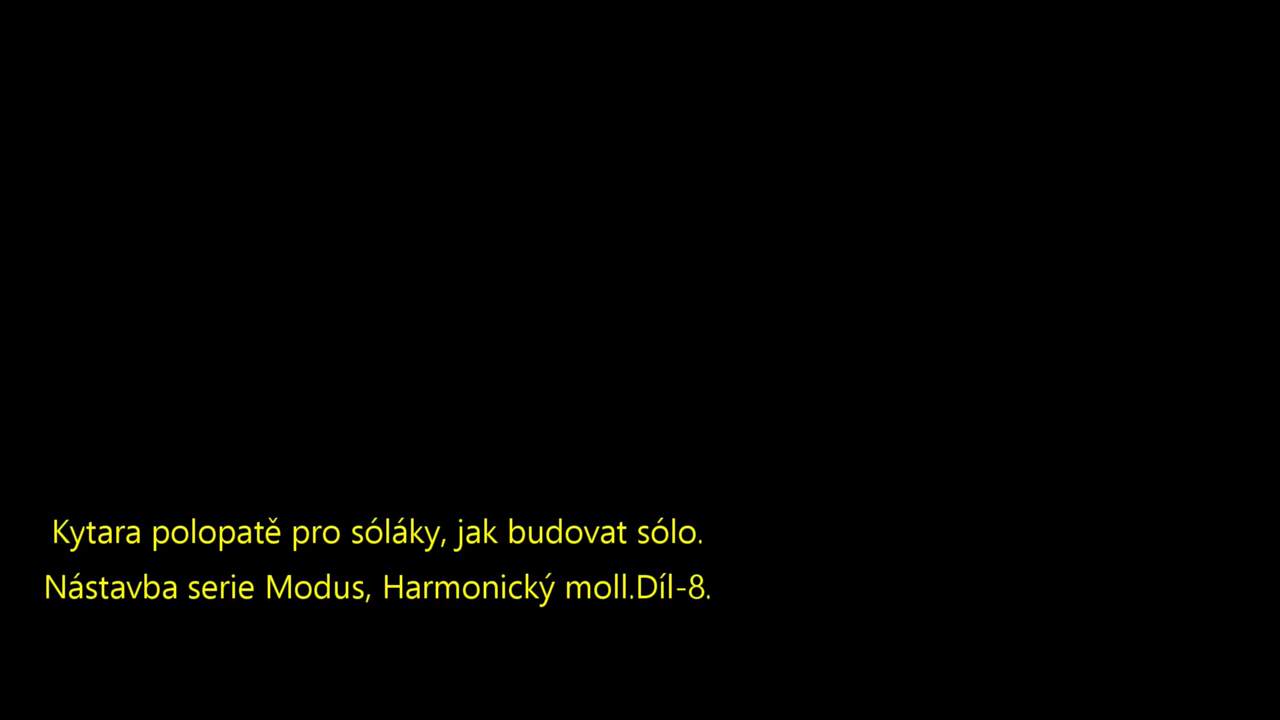 Kytara polopatě pro sóláky, jak budovat sólo.
Nástavba serie Modus, Harmonický moll.Díl-8.